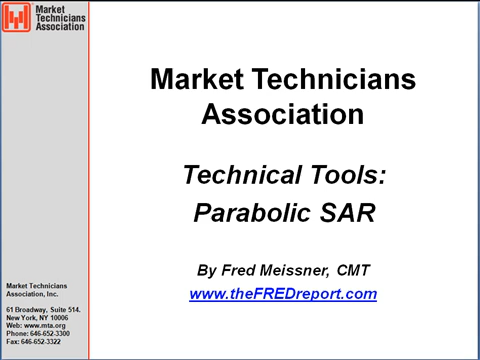 Market
Technicians
Association
Market Technicians
Association
Technical Tools:
Parabolic SAR
By Fred Meissner, CMT
www.theFREDreport.com
Market Technicians
Association, Inc.
61 Broadway, Suite 514.
New York, NY 10006
Web: www.mta.org
Phone: 646-652-3300
Fax: 646-652-3322